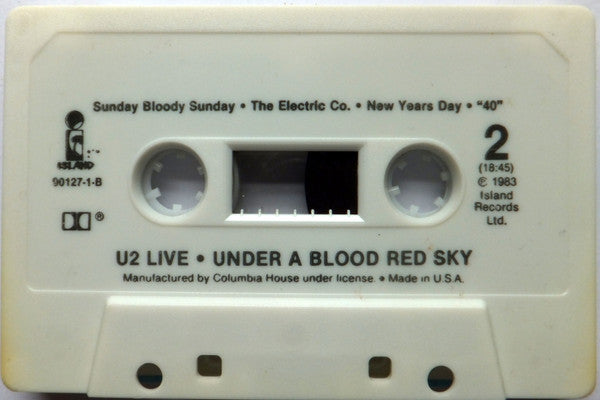 Sunday Bloody Sunday • The Electric Co. • New Years Day • "40"
ISLAND
90127-1-B
2
(18:45)
℗ 1983
Island
Records
Ltd.
®
U2 LIVE • UNDER A BLOOD RED SKY
Manufactured by Columbia House under license. • Made in U.S.A.